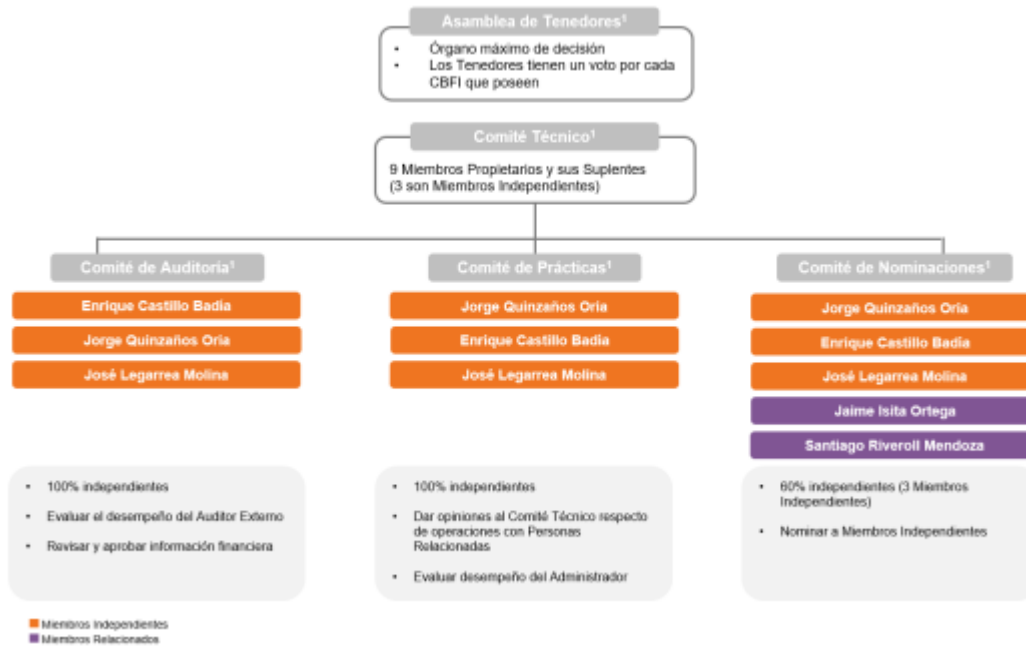 Asamblea de Tenedores¹
• Órgano máximo de decisión
• Los Tenedores tienen un voto por cada
CBFI que poseen
Comité Técnico¹
9 Miembros Propietarios y sus Suplentes
(3 son Miembros Independientes)
Comité de Auditoría¹
Enrique Castillo Badía
Jorge Quinzaños Oria
José Legarrea Molina
• 100% independientes
• Evaluar el desempeño del Auditor Externo
• Revisar y aprobar información financiera
Comité de Prácticas¹
Jorge Quinzaños Oria
Enrique Castillo Badía
José Legarrea Molina
• 100% independientes
• Dar opiniones al Comité Técnico respecto
de operaciones con Personas
Relacionadas
• Evaluar desempeño del Administrador
Comité de Nominaciones¹
Jorge Quinzaños Oria
Enrique Castillo Badía
José Legarrea Molina
Jaime Isita Ortega
Santiago Riveroll Mendoza
• 60% independientes (3 Miembros
Independientes)
• Nominar a Miembros Independientes
Miembros Independientes
Miembros Relacionados